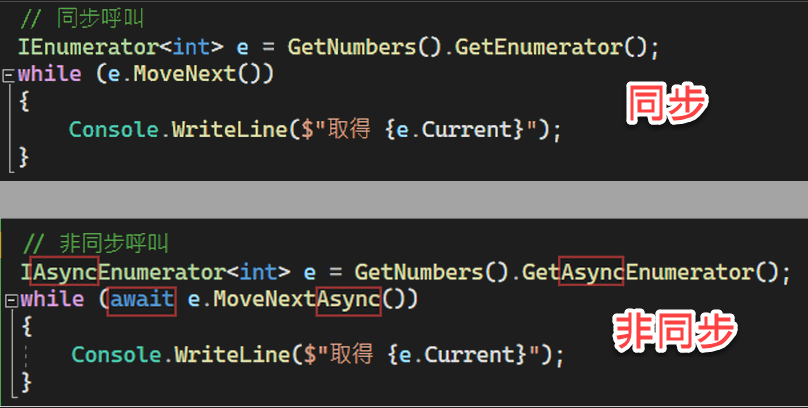 // 同步呼叫
IEnumerator<int> e = GetNumbers().GetEnumerator();
while (e.MoveNext())
{
    Console.WriteLine($"取得 {e.Current}");
}
同步
// 非同步呼叫
IAsyncEnumerator<int> e = GetNumbers().GetAsyncEnumerator();
while (await e.MoveNextAsync())
{
    Console.WriteLine($"取得 {e.Current}");
}
非同步